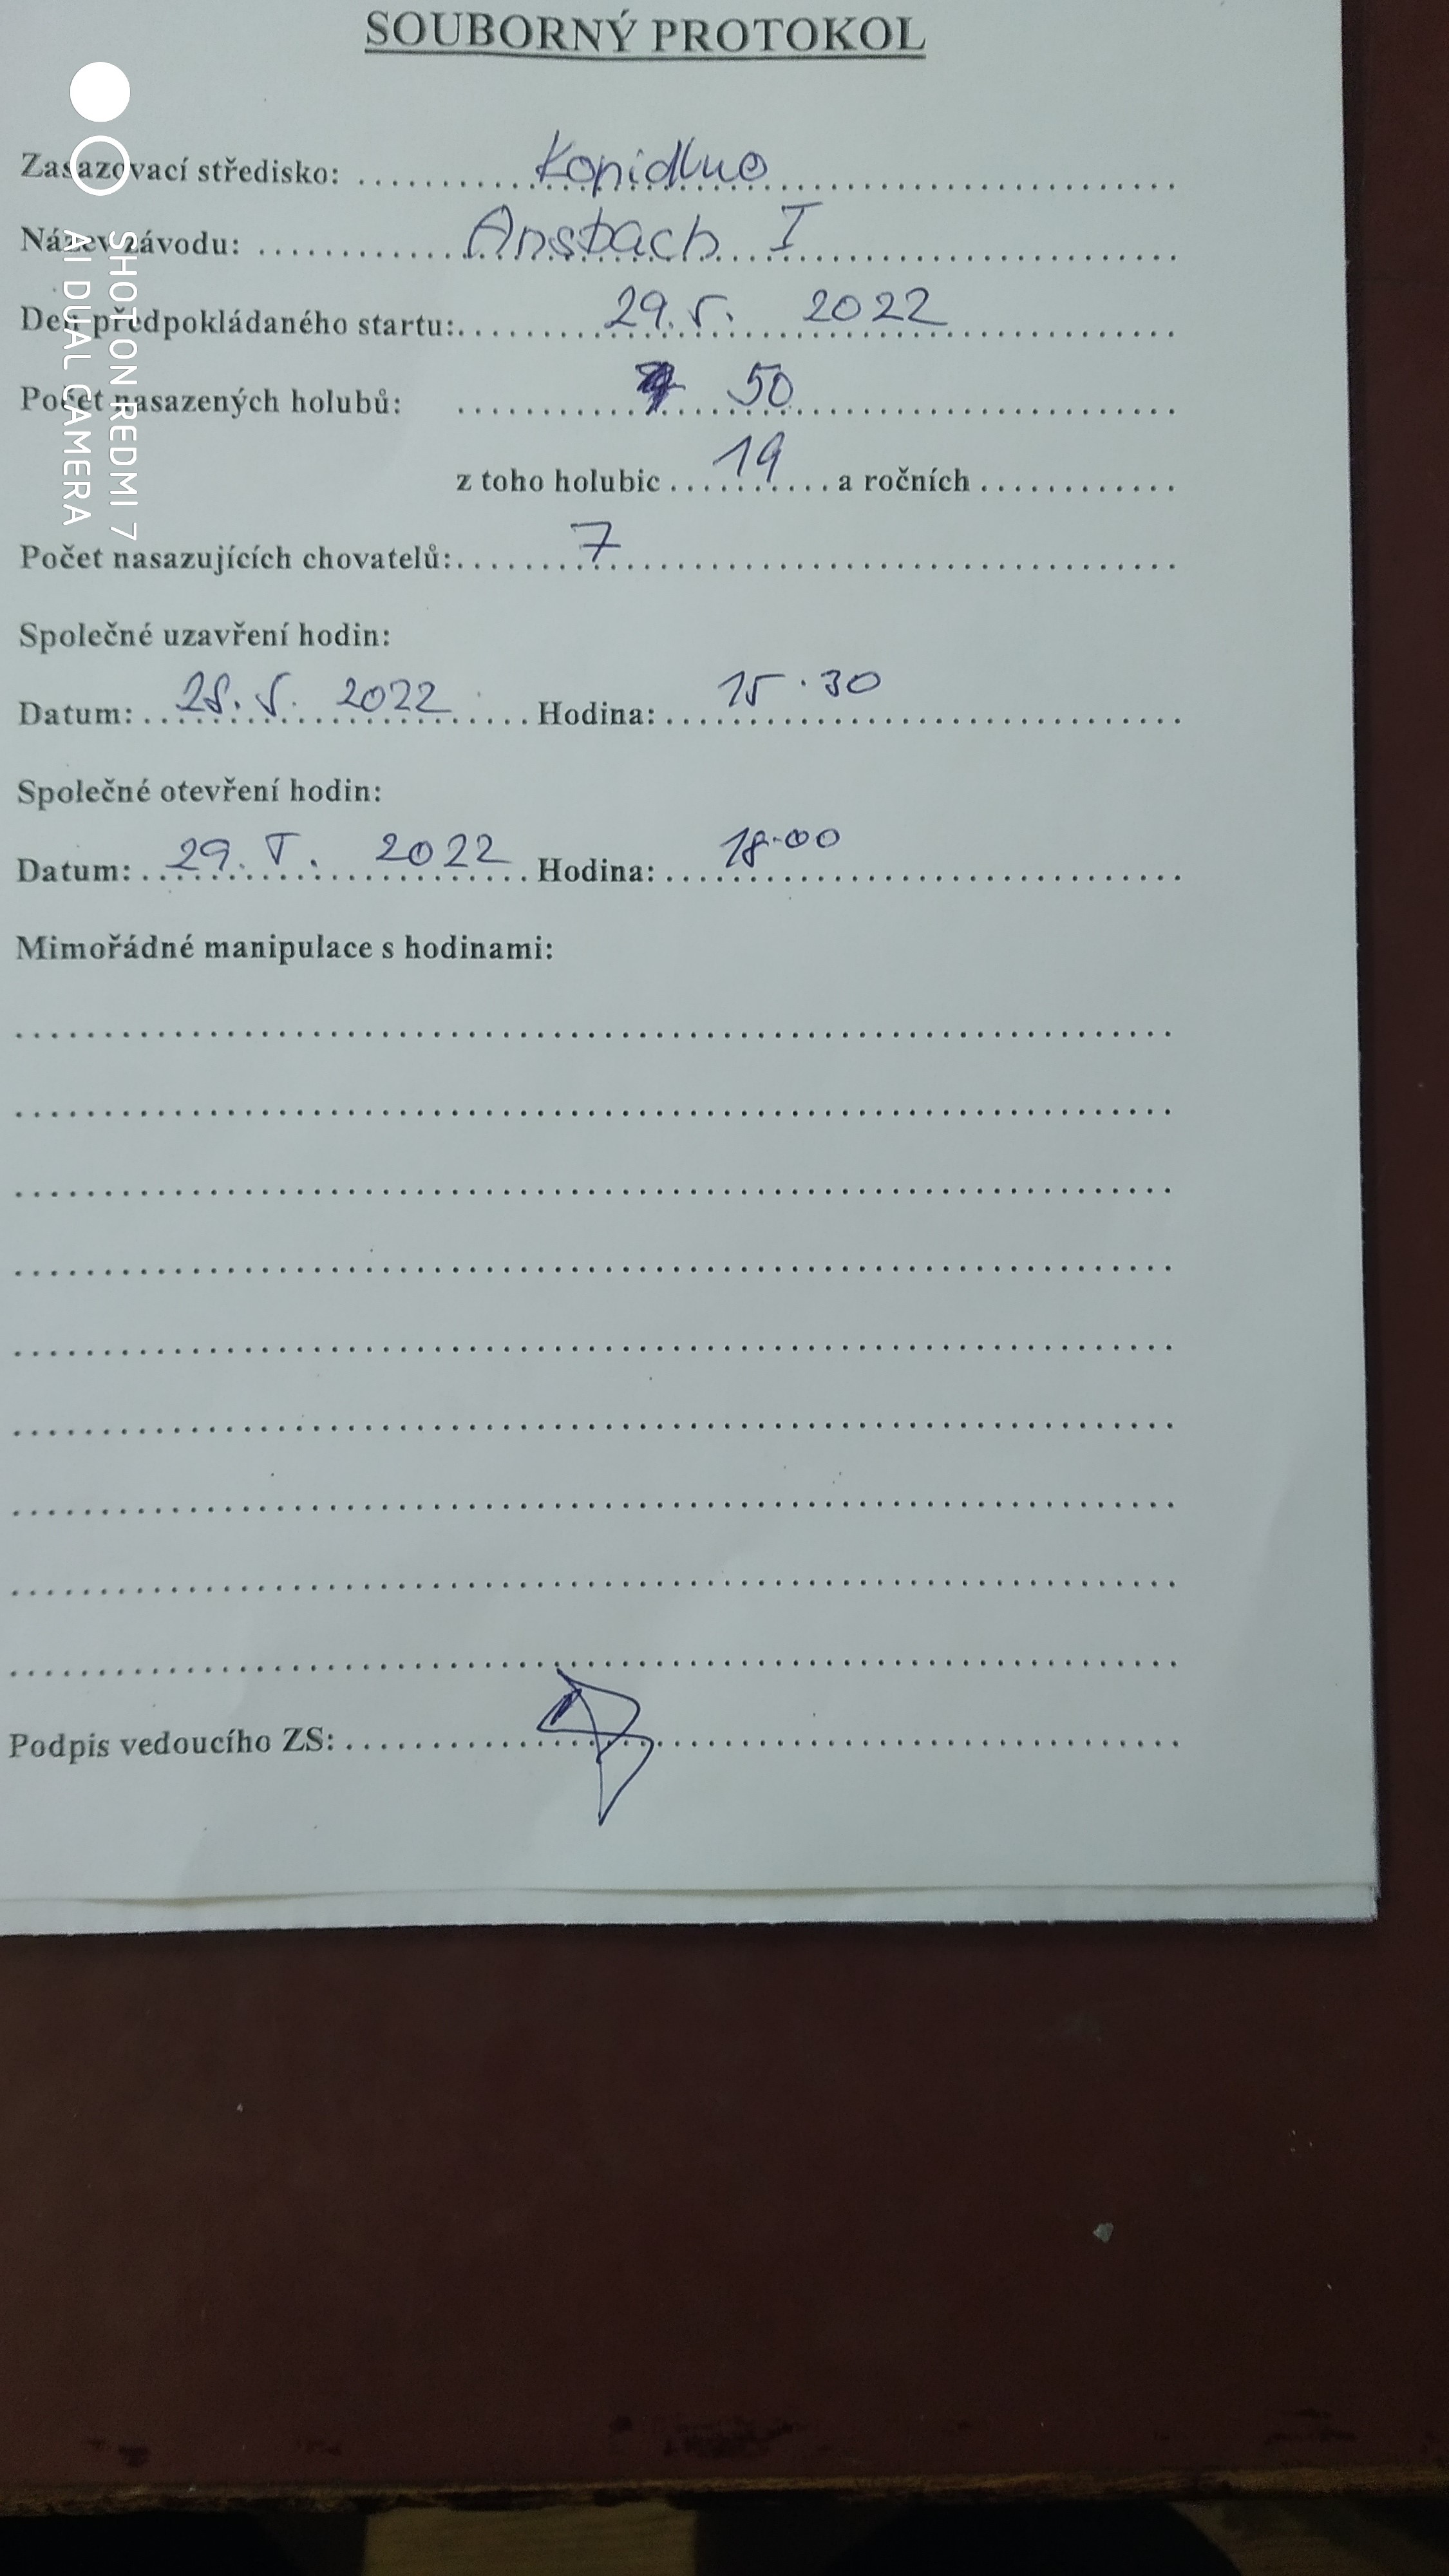 SOUBORNÝ PROTOKOL
Zasazovací středisko: Kopidlno
Název závodu: Ansbach I
Den předpokládaného startu: 29. 5. 2022
Počet nasazených holubů: 50
z toho holubic 19 a ročních
Počet nasazujících chovatelů: 7
Společné uzavření hodin:
Datum: 28. 5. 2022 Hodina: 15.30
Společné otevření hodin:
Datum: 29. 5. 2022 Hodina: 18.00
Mimořádné manipulace s hodinami:
Podpis vedoucího ZS:
SHOT ON REDMI 7
AI DUAL CAMERA